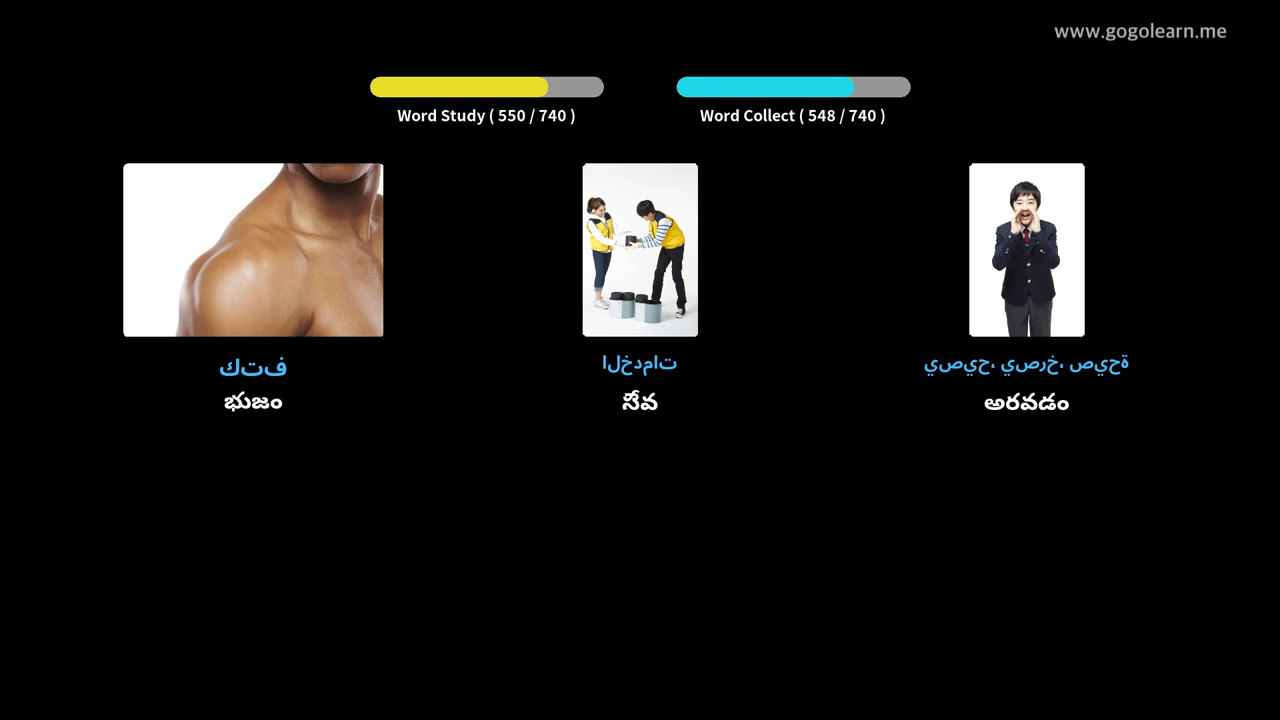 www.gogolearn.me
Word Study ( 550 / 740 )
Word Collect ( 548 / 740 )
كتف
الخدمات
يصيح، يصرخ، صيحة
భుజం
సేవ
అరవడం